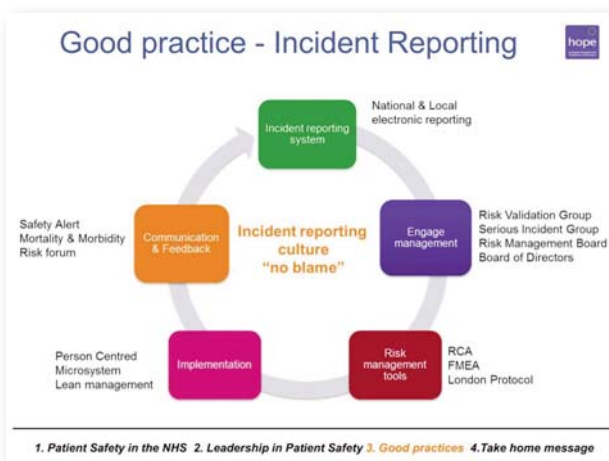 Good practice - Incident Reporting
hope
Incident reporting
system
National & Local
electronic reporting
Engage
management
Risk Validation Group
Serious Incident Group
Risk Management Board
Board of Directors
Risk
management
tools
RCA
FMEA
London Protocol
Implementation
Person Centred
Microsystem
Lean management
Communication
& Feedback
Safety Alert
Mortality & Morbidity
Risk forum
Incident reporting
culture
"no blame"
1. Patient Safety in the NHS 2. Leadership in Patient Safety 3. Good practices 4.Take home message